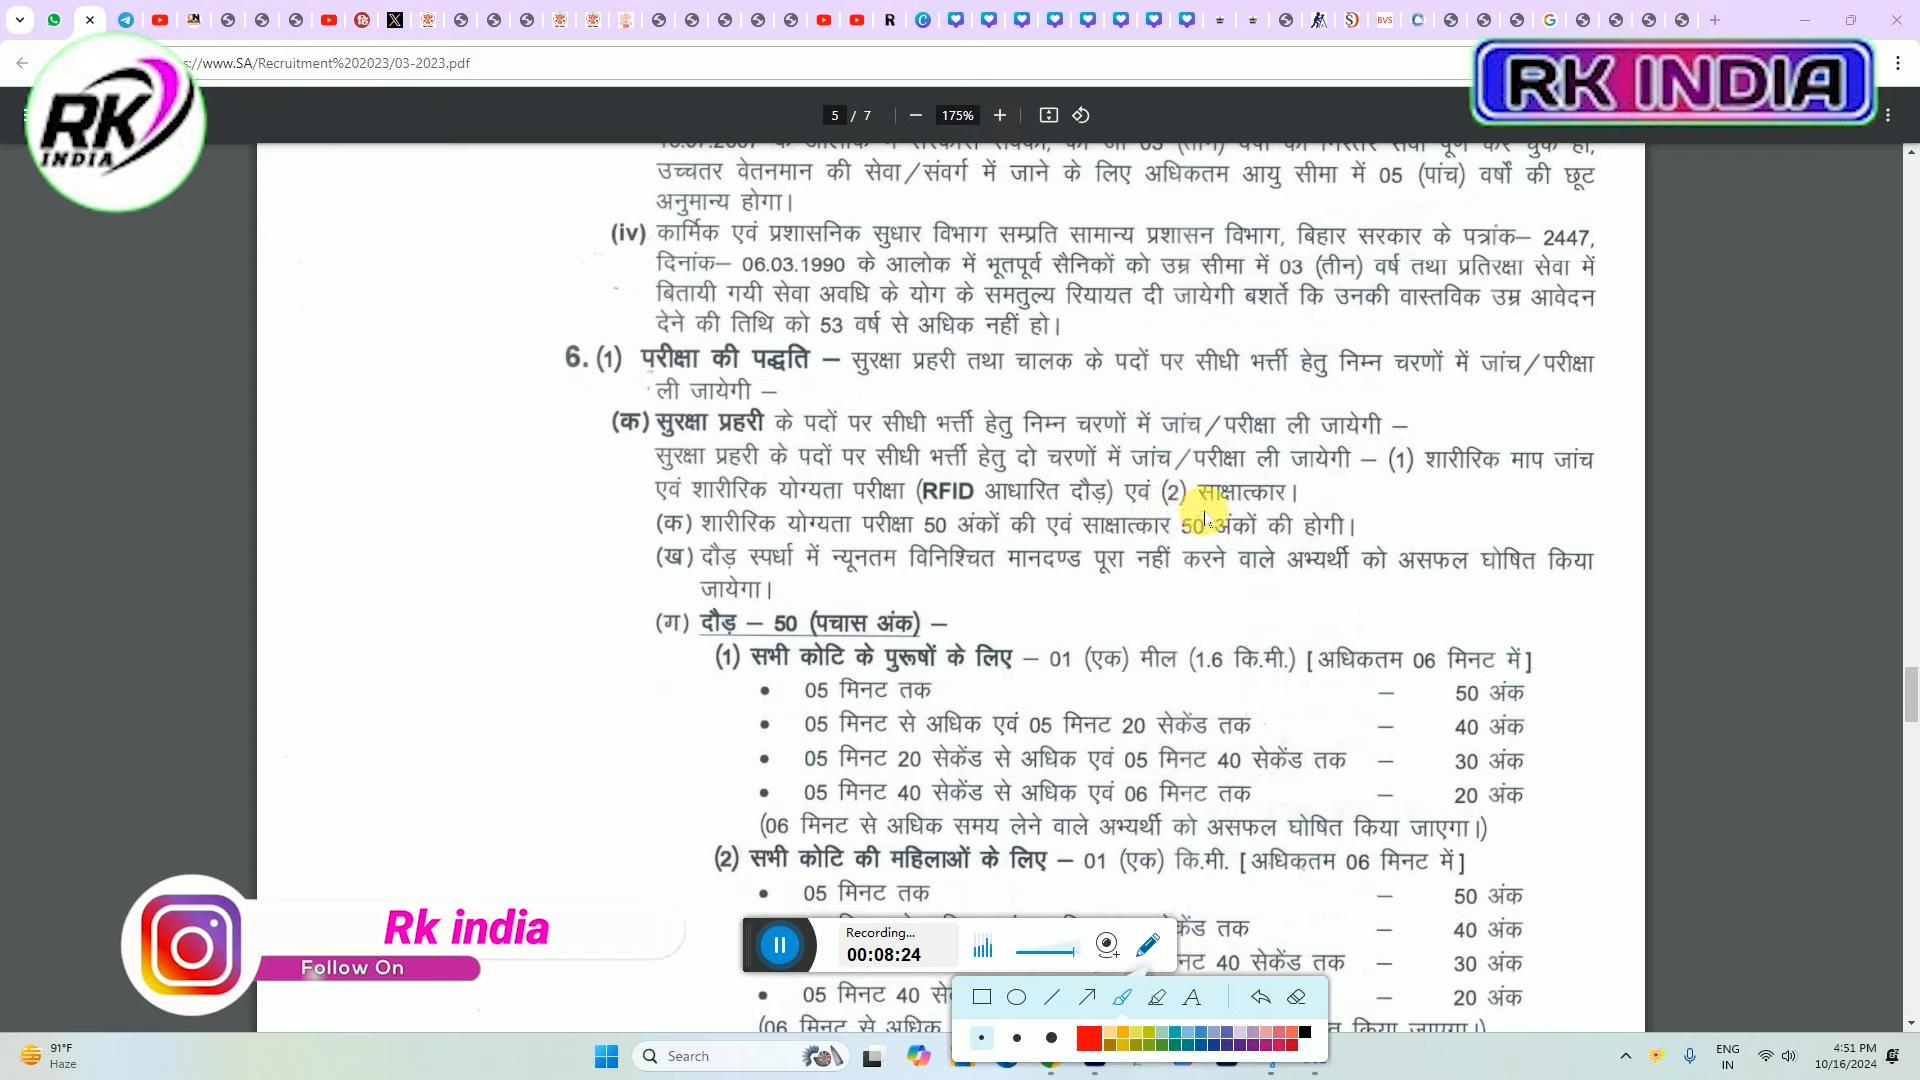 ://www.SA/Recruitment%202023/03-2023.pdf
RK INDIA
RK INDIA
5 / 7
175%
उच्चतर वेतनमान की सेवा/संवर्ग में जाने के लिए अधिकतम आयु सीमा में 05 (पांच) वर्षों की छूट
अनुमान्य होगा।
(iv) कार्मिक एवं प्रशासनिक सुधार विभाग सम्प्रति सामान्य प्रशासन विभाग, बिहार सरकार के पत्रांक– 2447,
दिनांक– 06.03.1990 के आलोक में भूतपूर्व सैनिकों को उम्र सीमा में 03 (तीन) वर्ष तथा प्रतिरक्षा सेवा में
बितायी गयी सेवा अवधि के योग के समतुल्य रियायत दी जायेगी बशर्ते कि उनकी वास्तविक उम्र आवेदन
देने की तिथि को 53 वर्ष से अधिक नहीं हो।
6. (1) परीक्षा की पद्धति – सुरक्षा प्रहरी तथा चालक के पदों पर सीधी भर्त्ती हेतु निम्न चरणों में जांच/परीक्षा
ली जायेगी –
(क) सुरक्षा प्रहरी के पदों पर सीधी भर्त्ती हेतु निम्न चरणों में जांच/परीक्षा ली जायेगी –
सुरक्षा प्रहरी के पदों पर सीधी भर्त्ती हेतु दो चरणों में जांच/परीक्षा ली जायेगी – (1) शारीरिक माप जांच
एवं शारीरिक योग्यता परीक्षा (RFID आधारित दौड़) एवं (2) साक्षात्कार।
(क) शारीरिक योग्यता परीक्षा 50 अंकों की एवं साक्षात्कार 50 अंकों की होगी।
(ख) दौड़ स्पर्धा में न्यूनतम विनिश्चित मानदण्ड पूरा नहीं करने वाले अभ्यर्थी को असफल घोषित किया
जायेगा।
(ग) दौड़ – 50 (पचास अंक) –
(1) सभी कोटि के पुरूषों के लिए – 01 (एक) मील (1.6 कि.मी.) [अधिकतम 06 मिनट में]
• 05 मिनट तक – 50 अंक
• 05 मिनट से अधिक एवं 05 मिनट 20 सेकेंड तक – 40 अंक
• 05 मिनट 20 सेकेंड से अधिक एवं 05 मिनट 40 सेकेंड तक – 30 अंक
• 05 मिनट 40 सेकेंड से अधिक एवं 06 मिनट तक – 20 अंक
(06 मिनट से अधिक समय लेने वाले अभ्यर्थी को असफल घोषित किया जाएगा।)
(2) सभी कोटि की महिलाओं के लिए – 01 (एक) कि.मी. [अधिकतम 06 मिनट में]
• 05 मिनट तक – 50 अंक
सेकेंड तक – 40 अंक
मिनट 40 सेकेंड तक – 30 अंक
• 05 मिनट 40 – 20 अंक
(06 मिनट से अधिक
Rk india
Follow On
Recording...
00:08:24
91°F
Haze
Search
ENG
IN
4:51 PM
10/16/2024